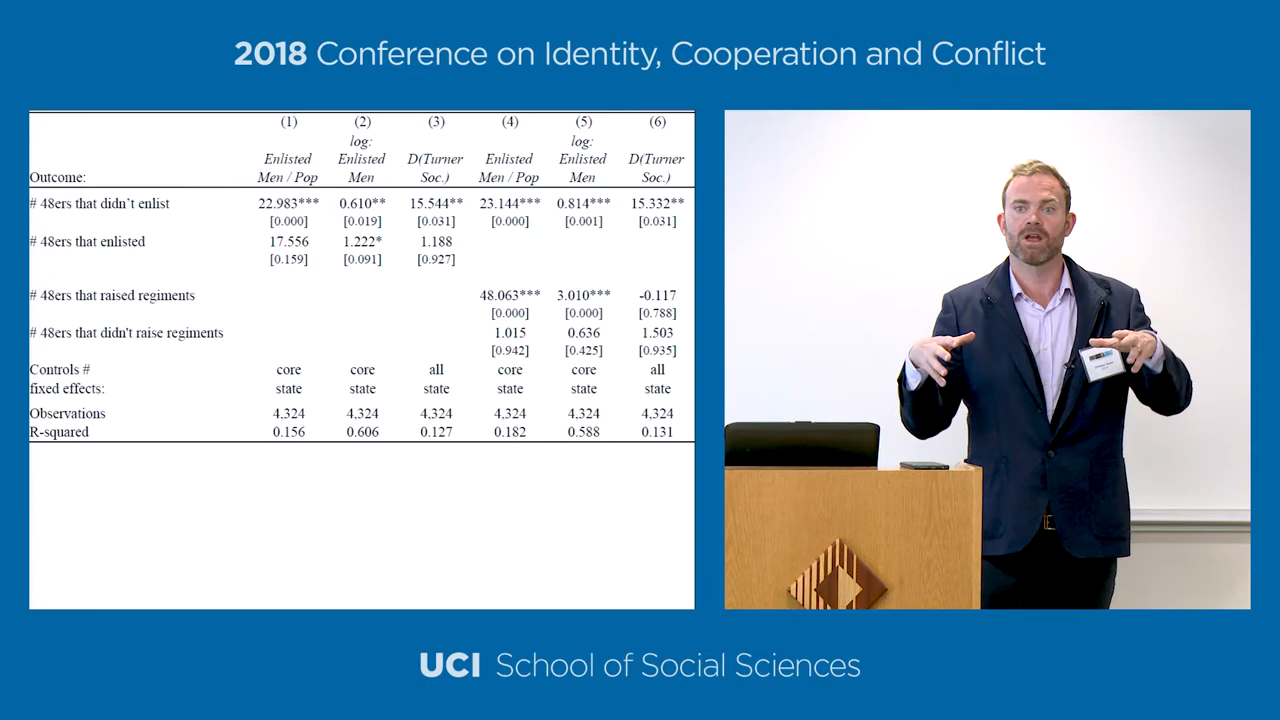 2018 Conference on Identity, Cooperation and Conflict
(1) (2) (3) (4) (5) (6)
log: log:
Enlisted Enlisted D(Turner Enlisted Enlisted D(Turner
Outcome: Men / Pop Men Soc.) Men / Pop Men Soc.)
# 48ers that didn't enlist 22.983*** 0.610** 15.544** 23.144*** 0.814*** 15.332**
[0.000] [0.019] [0.031] [0.000] [0.001] [0.031]
# 48ers that enlisted 17.556 1.222* 1.188
[0.159] [0.091] [0.927]
# 48ers that raised regiments 48.063*** 3.010*** -0.117
[0.000] [0.000] [0.788]
# 48ers that didn't raise regiments 1.015 0.636 1.503
[0.942] [0.425] [0.935]
Controls # core core all core core all
fixed effects: state state state state state state
Observations 4,324 4,324 4,324 4,324 4,324 4,324
R-squared 0.156 0.606 0.127 0.182 0.588 0.131
UCI School of Social Sciences